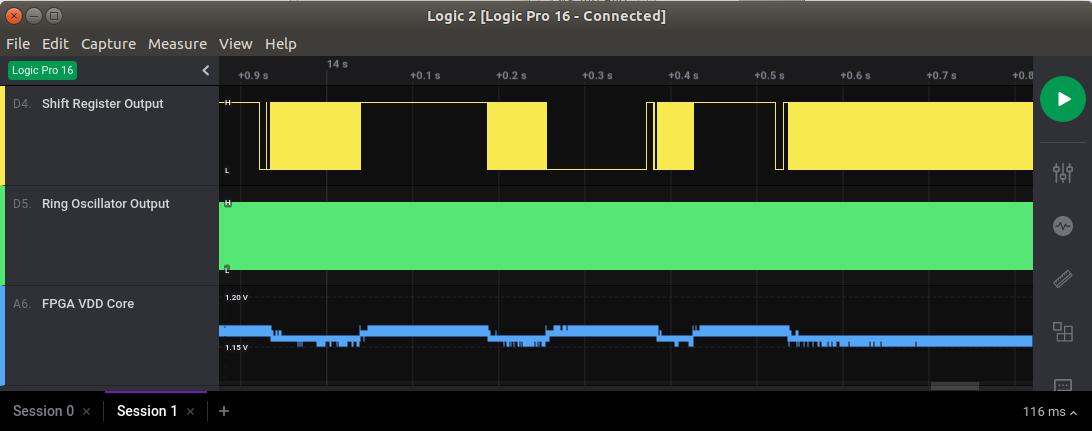 Logic 2 [Logic Pro 16 - Connected]
File Edit Capture Measure View Help
Logic Pro 16
+0.9 s 14 s +0.1 s +0.2 s +0.3 s +0.4 s +0.5 s +0.6 s +0.7 s +0.8
D4. Shift Register Output
H
L
D5. Ring Oscillator Output
H
L
A6. FPGA VDD Core
1.20 V
1.15 V
Session 0 × Session 1 × +
116 ms